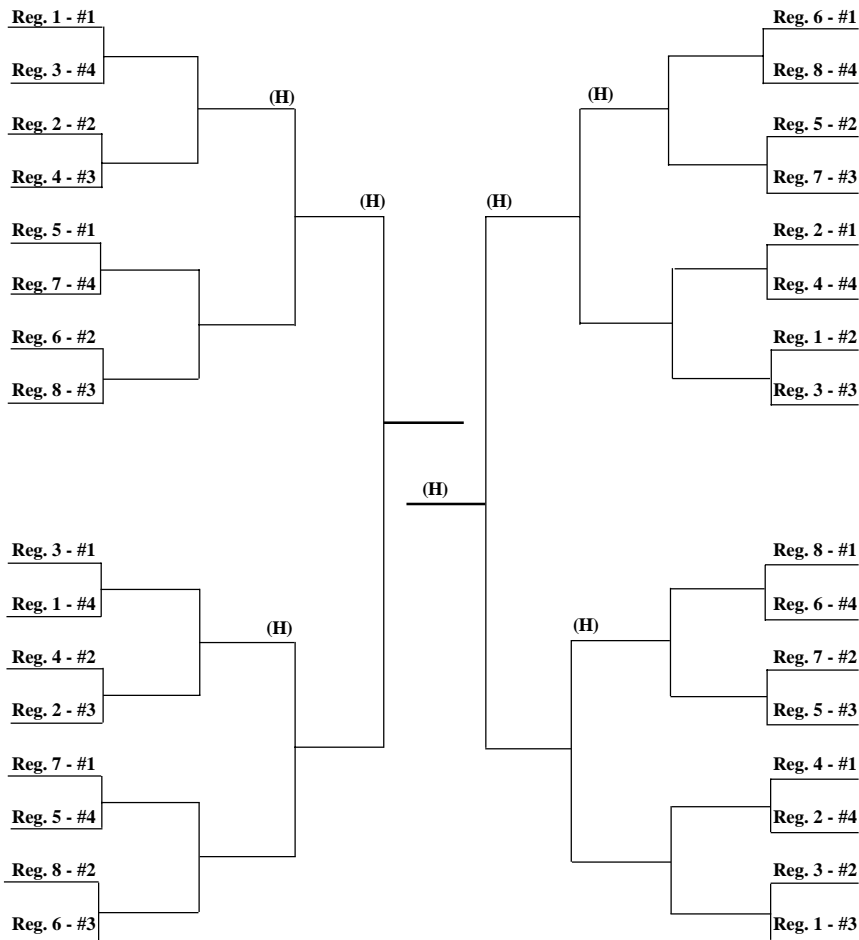 Reg. 1 - #1
Reg. 3 - #4
Reg. 2 - #2
Reg. 4 - #3
Reg. 5 - #1
Reg. 7 - #4
Reg. 6 - #2
Reg. 8 - #3
(H)
(H)
Reg. 3 - #1
Reg. 1 - #4
Reg. 4 - #2
Reg. 2 - #3
Reg. 7 - #1
Reg. 5 - #4
Reg. 8 - #2
Reg. 6 - #3
(H)
(H)
Reg. 6 - #1
Reg. 8 - #4
Reg. 5 - #2
Reg. 7 - #3
Reg. 2 - #1
Reg. 4 - #4
Reg. 1 - #2
Reg. 3 - #3
(H)
(H)
Reg. 8 - #1
Reg. 6 - #4
Reg. 7 - #2
Reg. 5 - #3
Reg. 4 - #1
Reg. 2 - #4
Reg. 3 - #2
Reg. 1 - #3
(H)